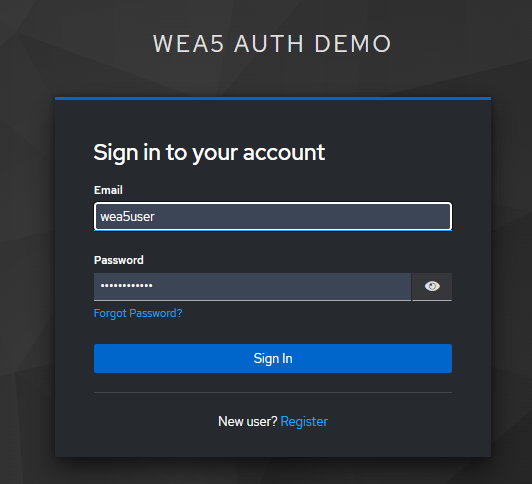 WEA5 AUTH DEMO
Sign in to your account
Email
wea5user
Password
••••••••••••
Forgot Password?
Sign In
New user? Register